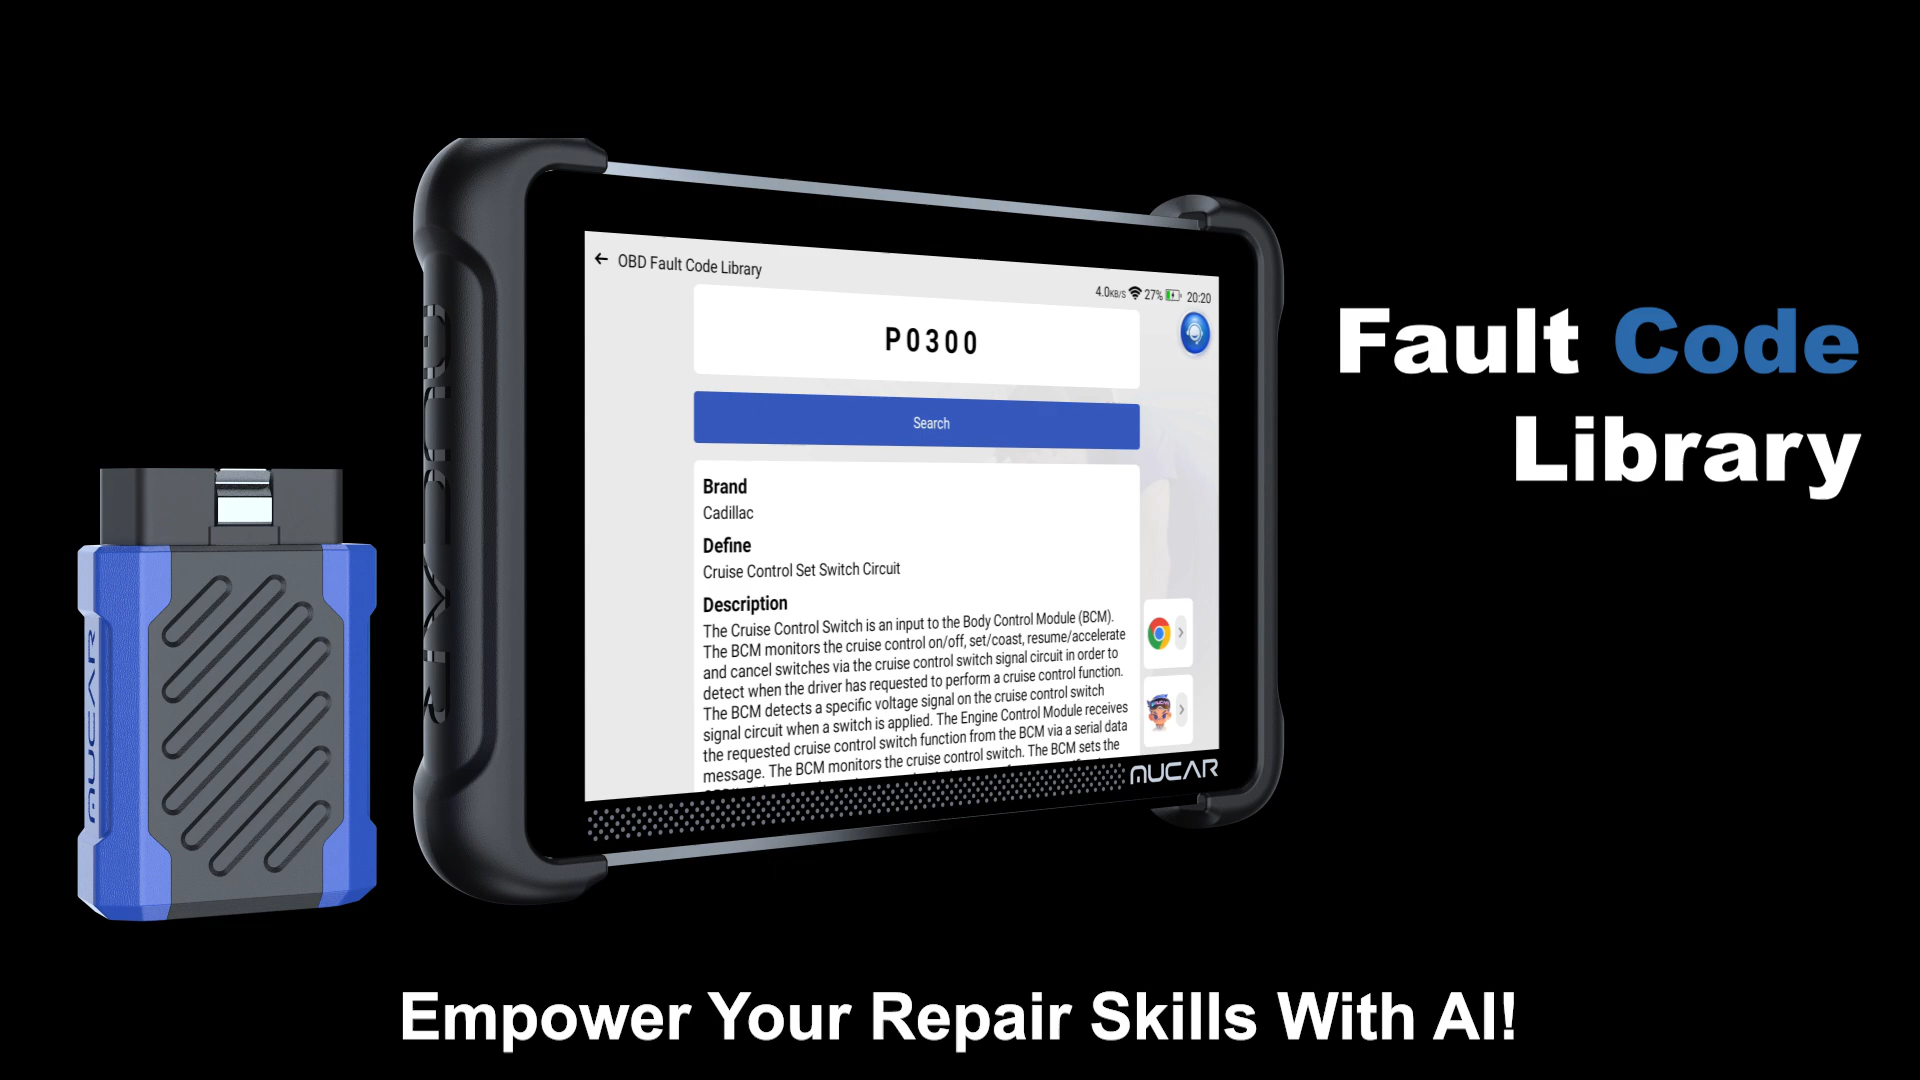 OBD Fault Code Library
4.0KB/S 27% 20:20
P0300
Search
Brand
Cadillac
Define
Cruise Control Set Switch Circuit
Description
The Cruise Control Switch is an input to the Body Control Module (BCM).
The BCM monitors the cruise control on/off, set/coast, resume/accelerate
and cancel switches via the cruise control switch signal circuit in order to
detect when the driver has requested to perform a cruise control function.
The BCM detects a specific voltage signal on the cruise control switch
signal circuit when a switch is applied. The Engine Control Module receives
the requested cruise control switch function from the BCM via a serial data
message. The BCM monitors the cruise control switch. The BCM sets the
MUCAR
MUCAR
MUCAR
Fault Code
Library
Empower Your Repair Skills With AI!